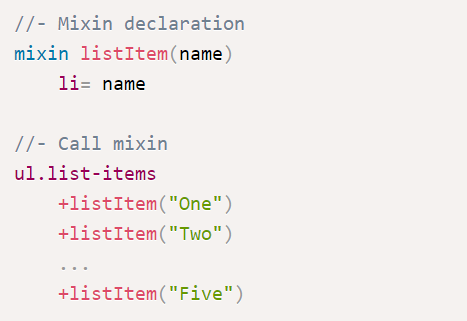 //- Mixin declaration
mixin listItem(name)
    li= name

//- Call mixin
ul.list-items
    +listItem("One")
    +listItem("Two")
    ...
    +listItem("Five")